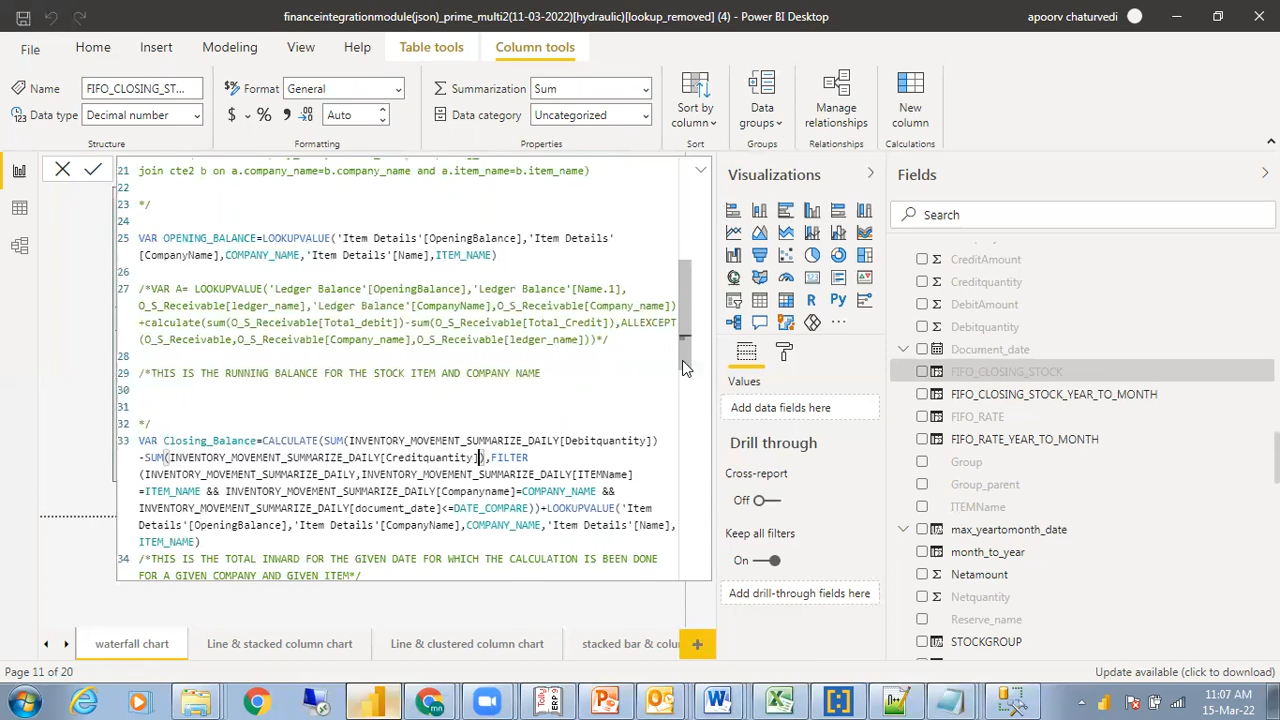 financeintegrationmodule(json)_prime_multi2(11-03-2022)[hydraulic][lookup_removed] (4) - Power BI Desktop
apoorv chaturvedi
File
Home
Insert
Modeling
View
Help
Table tools
Column tools
Name
FIFO_CLOSING_ST...
Format
General
Summarization
Sum
Data type
Decimal number
$
%
Auto
Data category
Uncategorized
Sort by
column
Data
groups
Manage
relationships
New
column
Structure
Formatting
Properties
Sort
Groups
Relationships
Calculations
21 join cte2 b on a.company_name=b.company_name and a.item_name=b.item_name)
22
23 */
24
25 VAR OPENING_BALANCE=LOOKUPVALUE('Item Details'[OpeningBalance],'Item Details'
[CompanyName],COMPANY_NAME,'Item Details'[Name],ITEM_NAME)
26
27 /*VAR A= LOOKUPVALUE('Ledger Balance'[OpeningBalance],'Ledger Balance'[Name.1],
O_S_Receivable[ledger_name],'Ledger Balance'[CompanyName],O_S_Receivable[Company_name])
+calculate(sum(O_S_Receivable[Total_debit])-sum(O_S_Receivable[Total_Credit]),ALLEXCEPT
(O_S_Receivable,O_S_Receivable[Company_name],O_S_Receivable[ledger_name]))*/
28
29 /*THIS IS THE RUNNING BALANCE FOR THE STOCK ITEM AND COMPANY NAME
30
31
32 */
33 VAR Closing_Balance=CALCULATE(SUM(INVENTORY_MOVEMENT_SUMMARIZE_DAILY[Debitquantity])
-SUM(INVENTORY_MOVEMENT_SUMMARIZE_DAILY[Creditquantity]),FILTER
(INVENTORY_MOVEMENT_SUMMARIZE_DAILY,INVENTORY_MOVEMENT_SUMMARIZE_DAILY[ITEMName]
=ITEM_NAME && INVENTORY_MOVEMENT_SUMMARIZE_DAILY[Companyname]=COMPANY_NAME &&
INVENTORY_MOVEMENT_SUMMARIZE_DAILY[document_date]<=DATE_COMPARE))+LOOKUPVALUE('Item
Details'[OpeningBalance],'Item Details'[CompanyName],COMPANY_NAME,'Item Details'[Name],
ITEM_NAME)
34 /*THIS IS THE TOTAL INWARD FOR THE GIVEN DATE FOR WHICH THE CALCULATION IS BEEN DONE
FOR A GIVEN COMPANY AND GIVEN ITEM*/
Visualizations
R
Py
Values
Add data fields here
Drill through
Cross-report
Off
Keep all filters
On
Add drill-through fields here
Fields
Search
CreditAmount
Creditquantity
DebitAmount
Debitquantity
Document_date
FIFO_CLOSING_STOCK
FIFO_CLOSING_STOCK_YEAR_TO_MONTH
FIFO_RATE
FIFO_RATE_YEAR_TO_MONTH
Group
Group_parent
ITEMName
max_yeartomonth_date
month_to_year
Netamount
Netquantity
Reserve_name
STOCKGROUP
waterfall chart
Line & stacked column chart
Line & clustered column chart
stacked bar & colu
Page 11 of 20
Update available (click to download)
11:07 AM
15-Mar-22